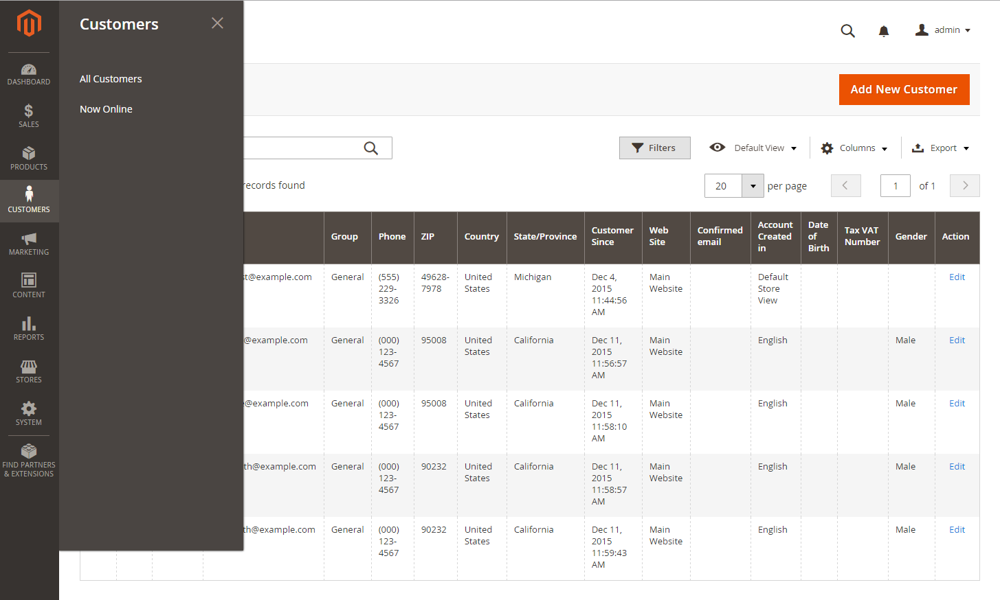 Customers
All Customers
Now Online
DASHBOARD
SALES
PRODUCTS
CUSTOMERS
MARKETING
CONTENT
REPORTS
STORES
SYSTEM
FIND PARTNERS
& EXTENSIONS
admin
Add New Customer
Filters
Default View
Columns
Export
records found
20
per page
1
of 1
Group
Phone
ZIP
Country
State/Province
Customer
Since
Web
Site
Confirmed
email
Account
Created
in
Date
of
Birth
Tax VAT
Number
Gender
Action
st@example.com
General
(555)
229-
3326
49628-
7978
United
States
Michigan
Dec 4,
2015
11:44:56
AM
Main
Website
Default
Store
View
Edit
@example.com
General
(000)
123-
4567
95008
United
States
California
Dec 11,
2015
11:56:57
AM
Main
Website
English
Male
Edit
e@example.com
General
(000)
123-
4567
95008
United
States
California
Dec 11,
2015
11:58:10
AM
Main
Website
English
Male
Edit
th@example.com
General
(000)
123-
4567
90232
United
States
California
Dec 11,
2015
11:58:57
AM
Main
Website
English
Male
Edit
th@example.com
General
(000)
123-
4567
90232
United
States
California
Dec 11,
2015
11:59:43
AM
Main
Website
English
Male
Edit